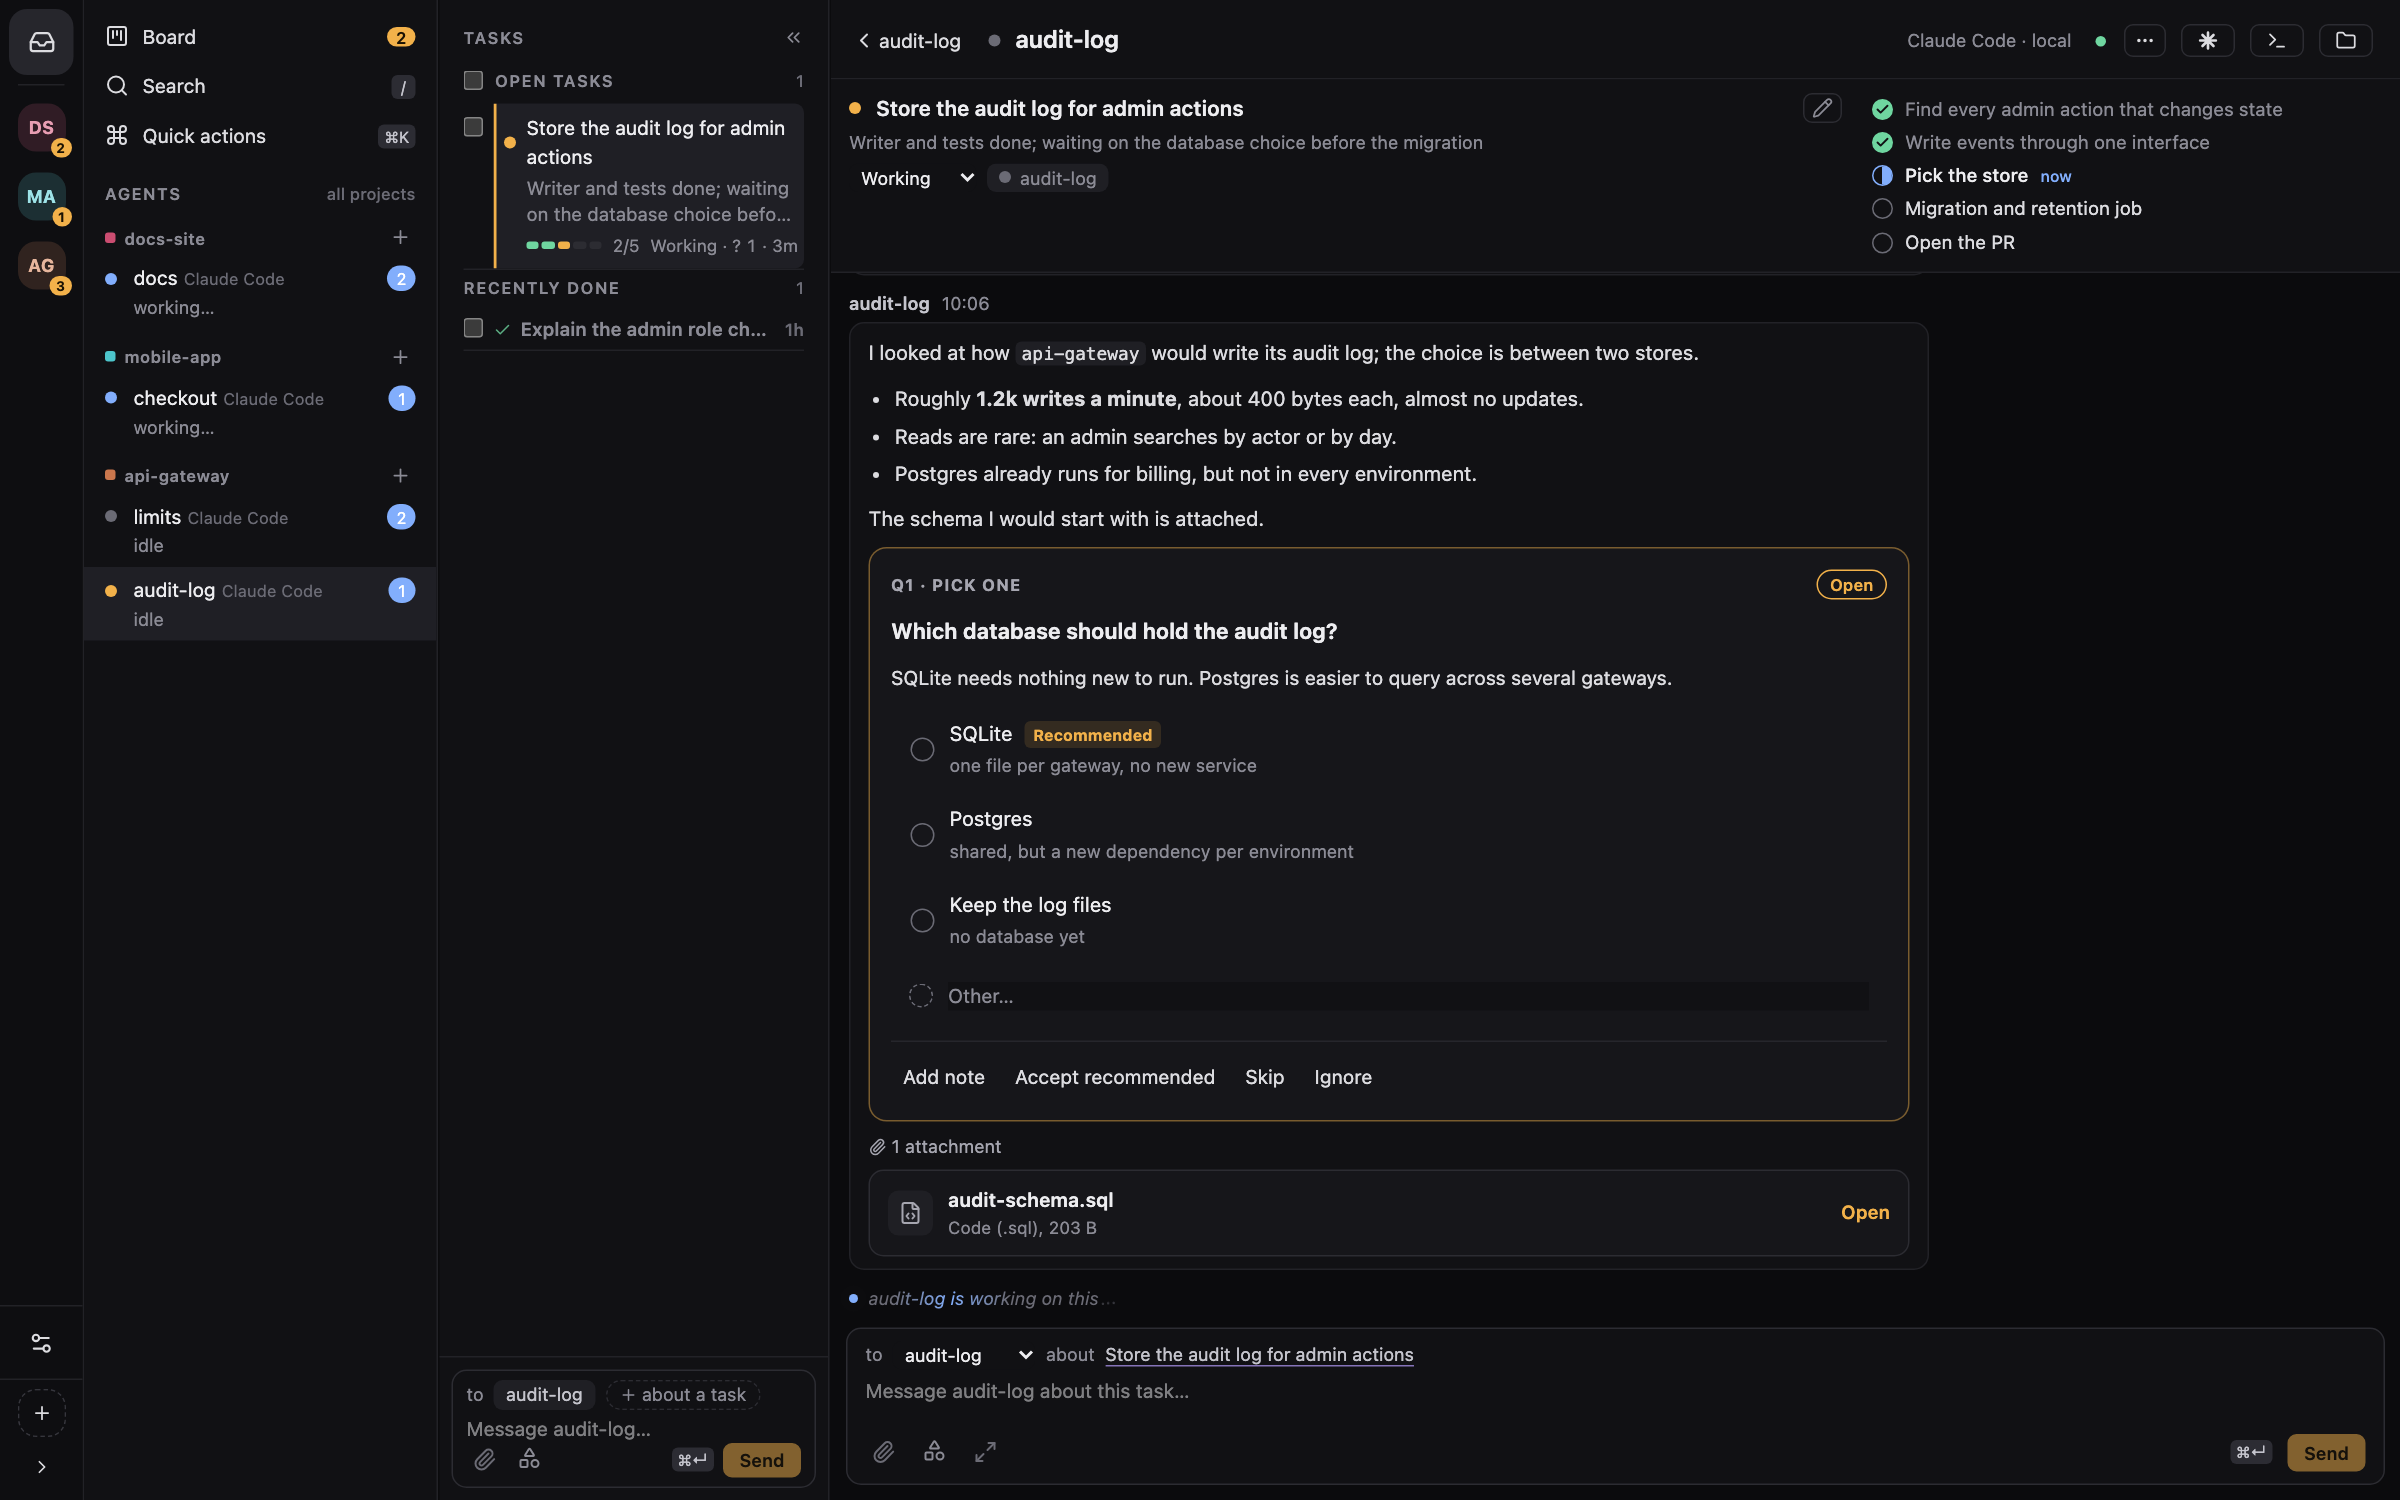 Board
2
Search
/
Quick actions
⌘K
DS
2
MA
1
AG
3
AGENTS
all projects
docs-site
docs Claude Code
2
working...
mobile-app
checkout Claude Code
1
working...
api-gateway
limits Claude Code
2
idle
audit-log Claude Code
1
idle
TASKS
OPEN TASKS
1
Store the audit log for admin
actions
Writer and tests done; waiting
on the database choice befo...
2/5 Working · ? 1 · 3m
RECENTLY DONE
1
Explain the admin role ch...
1h
to audit-log + about a task
Message audit-log...
⌘↵
Send
audit-log
audit-log
Claude Code · local
Store the audit log for admin actions
Writer and tests done; waiting on the database choice before the migration
Working
audit-log
Find every admin action that changes state
Write events through one interface
Pick the store now
Migration and retention job
Open the PR
audit-log 10:06
I looked at how api-gateway would write its audit log; the choice is between two stores.
• Roughly 1.2k writes a minute, about 400 bytes each, almost no updates.
• Reads are rare: an admin searches by actor or by day.
• Postgres already runs for billing, but not in every environment.
The schema I would start with is attached.
Q1 · PICK ONE
Open
Which database should hold the audit log?
SQLite needs nothing new to run. Postgres is easier to query across several gateways.
SQLite Recommended
one file per gateway, no new service
Postgres
shared, but a new dependency per environment
Keep the log files
no database yet
Other...
Add note
Accept recommended
Skip
Ignore
1 attachment
audit-schema.sql
Code (.sql), 203 B
Open
audit-log is working on this...
to audit-log about Store the audit log for admin actions
Message audit-log about this task...
⌘↵
Send